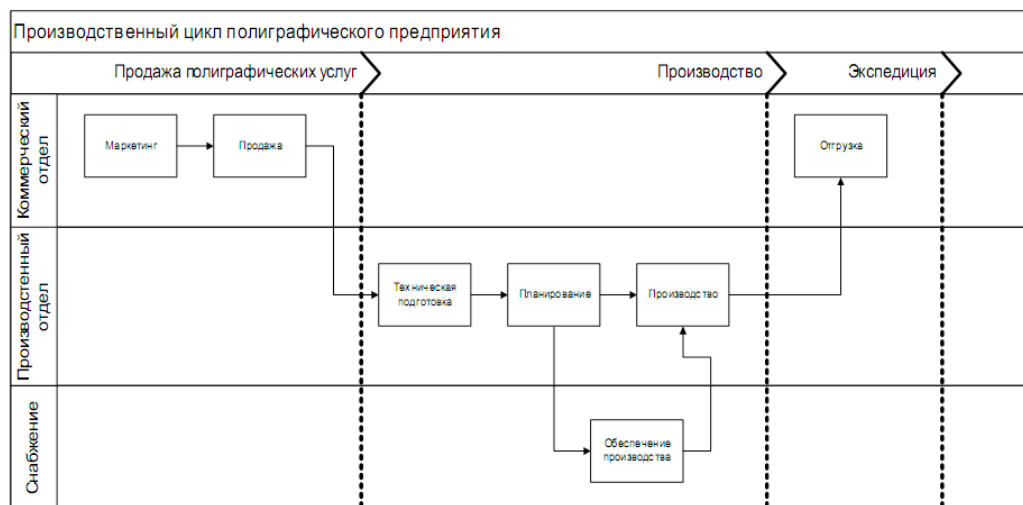 Производственный цикл полиграфического предприятия
Продажа полиграфических услуг
Производство
Экспедиция
Коммерческий
отдел
Маркетинг
Продажа
Отгрузка
Производстенный
отдел
Техническая
подготовка
Планирование
Производство
Снабжение
Обеспечение
производства